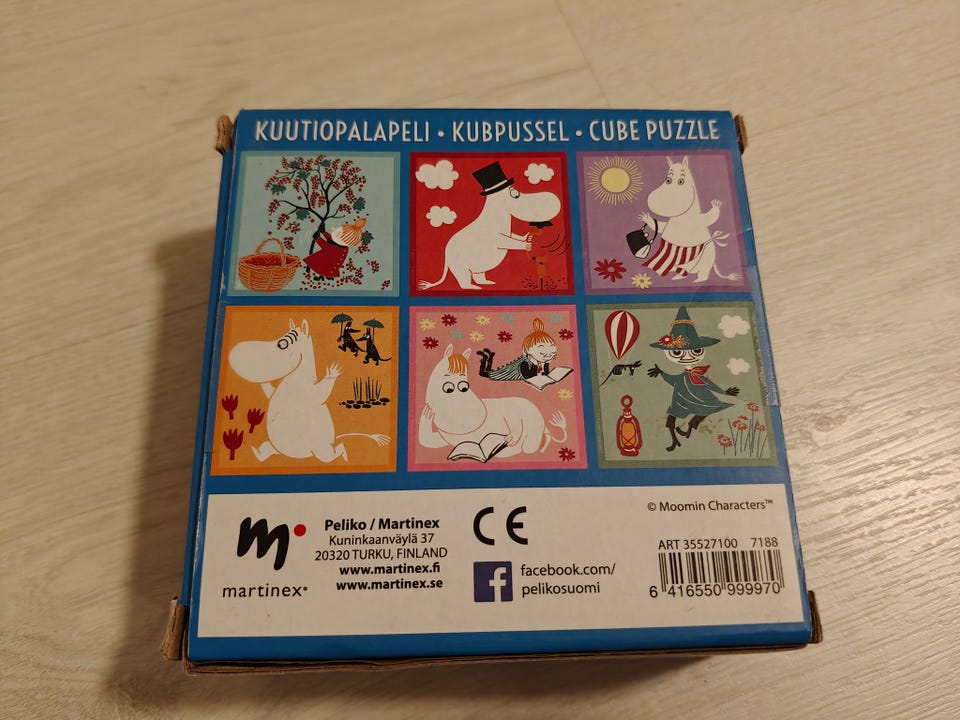 KUUTIOPALAPELI • KUBPUSSEL • CUBE PUZZLE
martinex®
Peliko / Martinex
Kuninkaanväylä 37
20320 TURKU, FINLAND
www.martinex.fi
www.martinex.se
CE
f facebook.com/
pelikosuomi
© Moomin Characters™
ART 35527100 7188
6 416550 999970